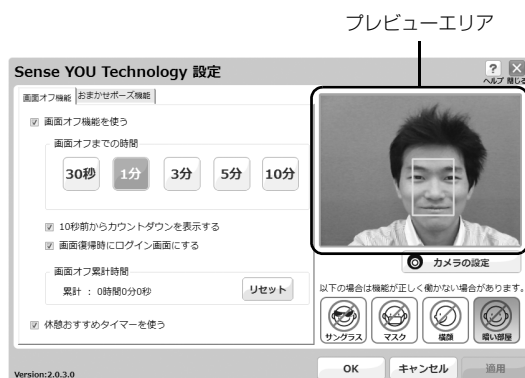 プレビューエリア
Sense YOU Technology 設定
?
ヘルプ 閉じる
画面オフ機能 おまかせポーズ機能
画面オフ機能を使う
画面オフまでの時間
30秒 1分 3分 5分 10分
10秒前からカウントダウンを表示する
画面復帰時にログイン画面にする
カメラの設定
画面オフ累計時間
累計 : 0時間0分0秒 リセット
以下の場合は機能が正しく働かない場合があります。
サングラス マスク 横顔 暗い部屋
休憩おすすめタイマーを使う
Version:2.0.3.0
OK キャンセル 適用